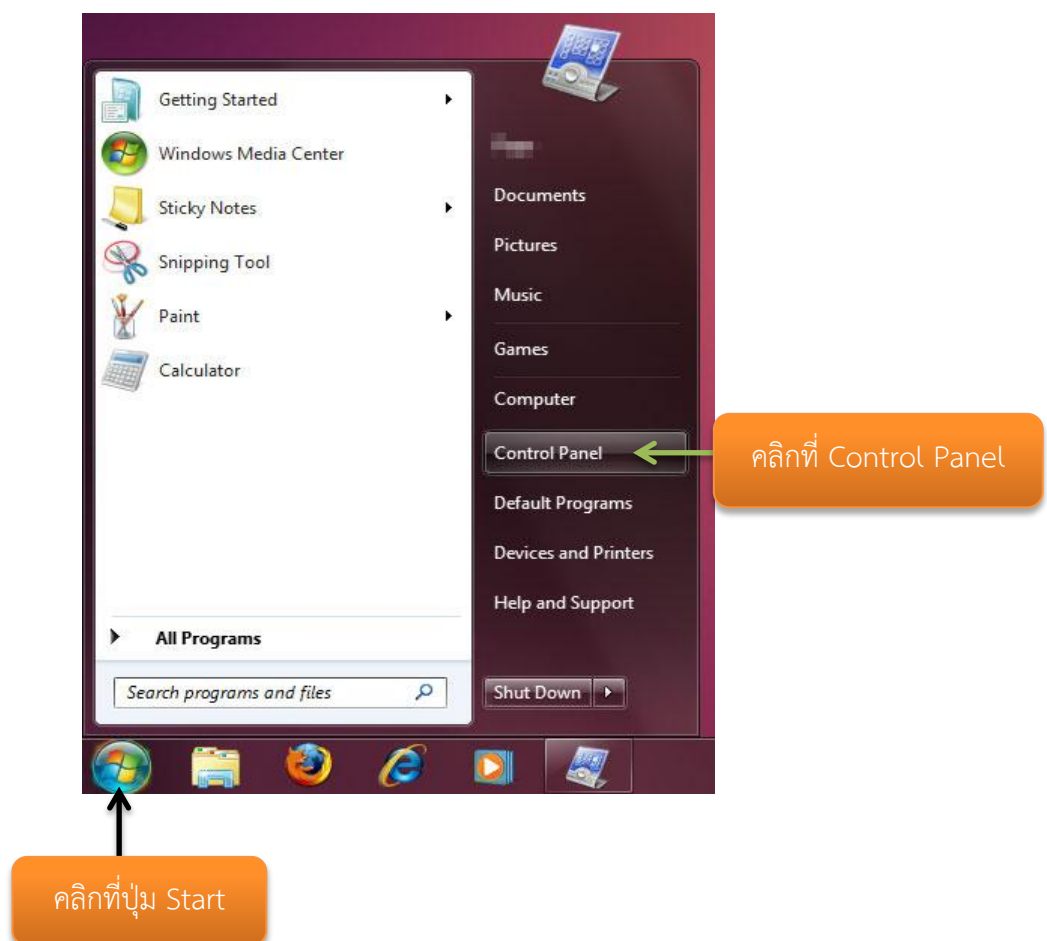 Getting Started
Windows Media Center
Sticky Notes
Snipping Tool
Paint
Calculator
All Programs
Search programs and files
Documents
Pictures
Music
Games
Computer
Control Panel
Default Programs
Devices and Printers
Help and Support
Shut Down
คลิกที่ Control Panel
คลิกที่ปุ่ม Start